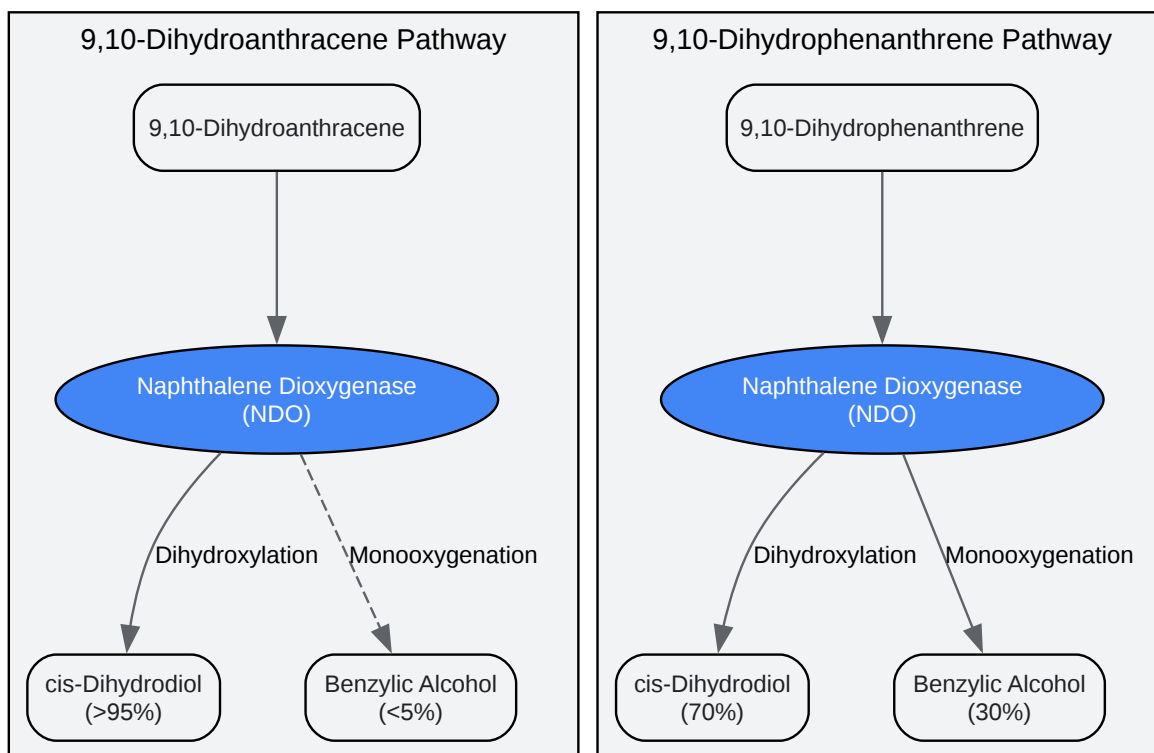 9,10-Dihydroanthracene Pathway
9,10-Dihydroanthracene
Naphthalene Dioxygenase
(NDO)
Dihydroxylation
Monooxygenation
cis-Dihydrodiol
(>95%)
Benzylic Alcohol
(<5%)
9,10-Dihydrophenanthrene Pathway
9,10-Dihydrophenanthrene
Naphthalene Dioxygenase
(NDO)
Dihydroxylation
Monooxygenation
cis-Dihydrodiol
(70%)
Benzylic Alcohol
(30%)